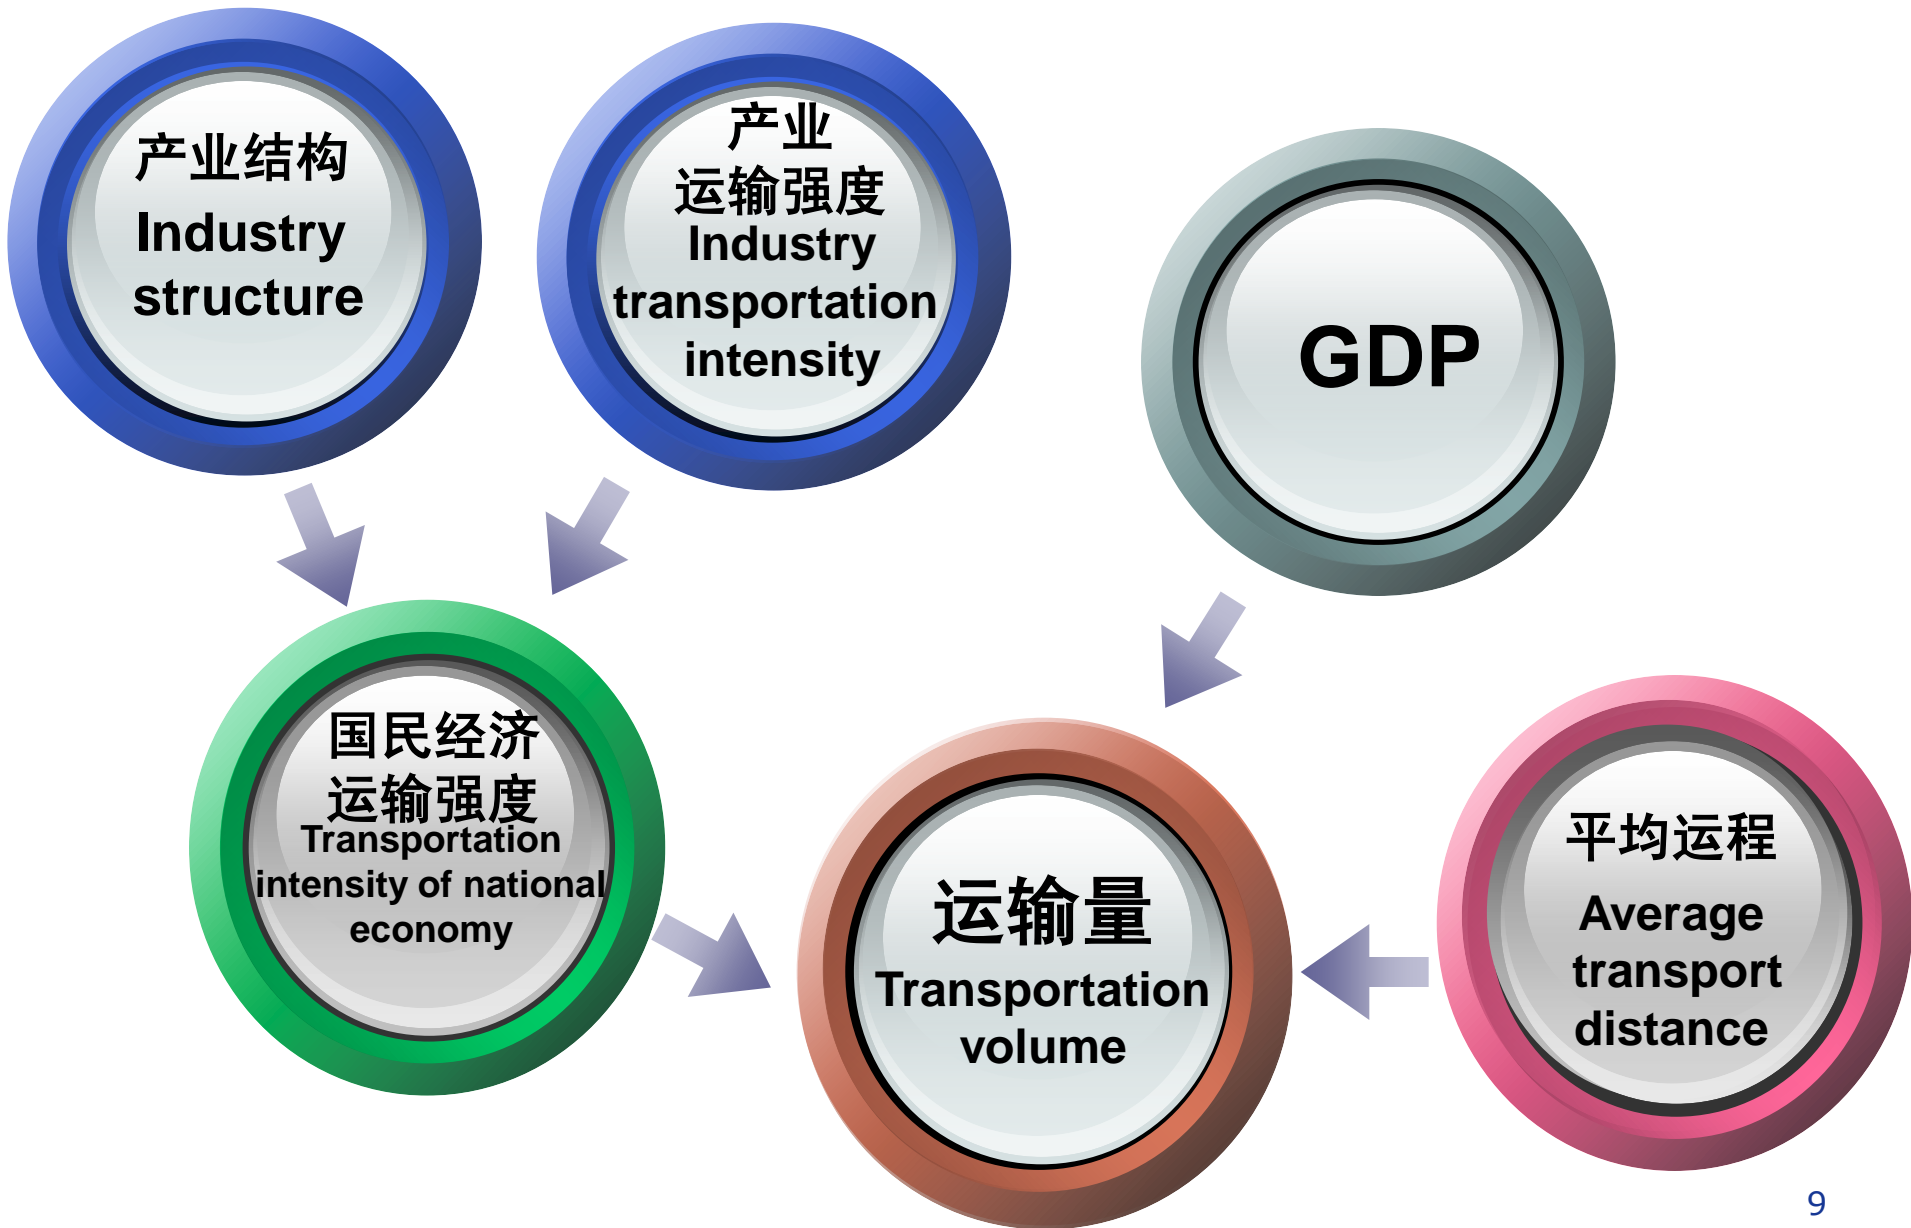 产业结构
Industry
structure
产业
运输强度
Industry
transportation
intensity
GDP
国民经济
运输强度
Transportation
intensity of national
economy
运输量
Transportation
volume
平均运程
Average
transport
distance
9